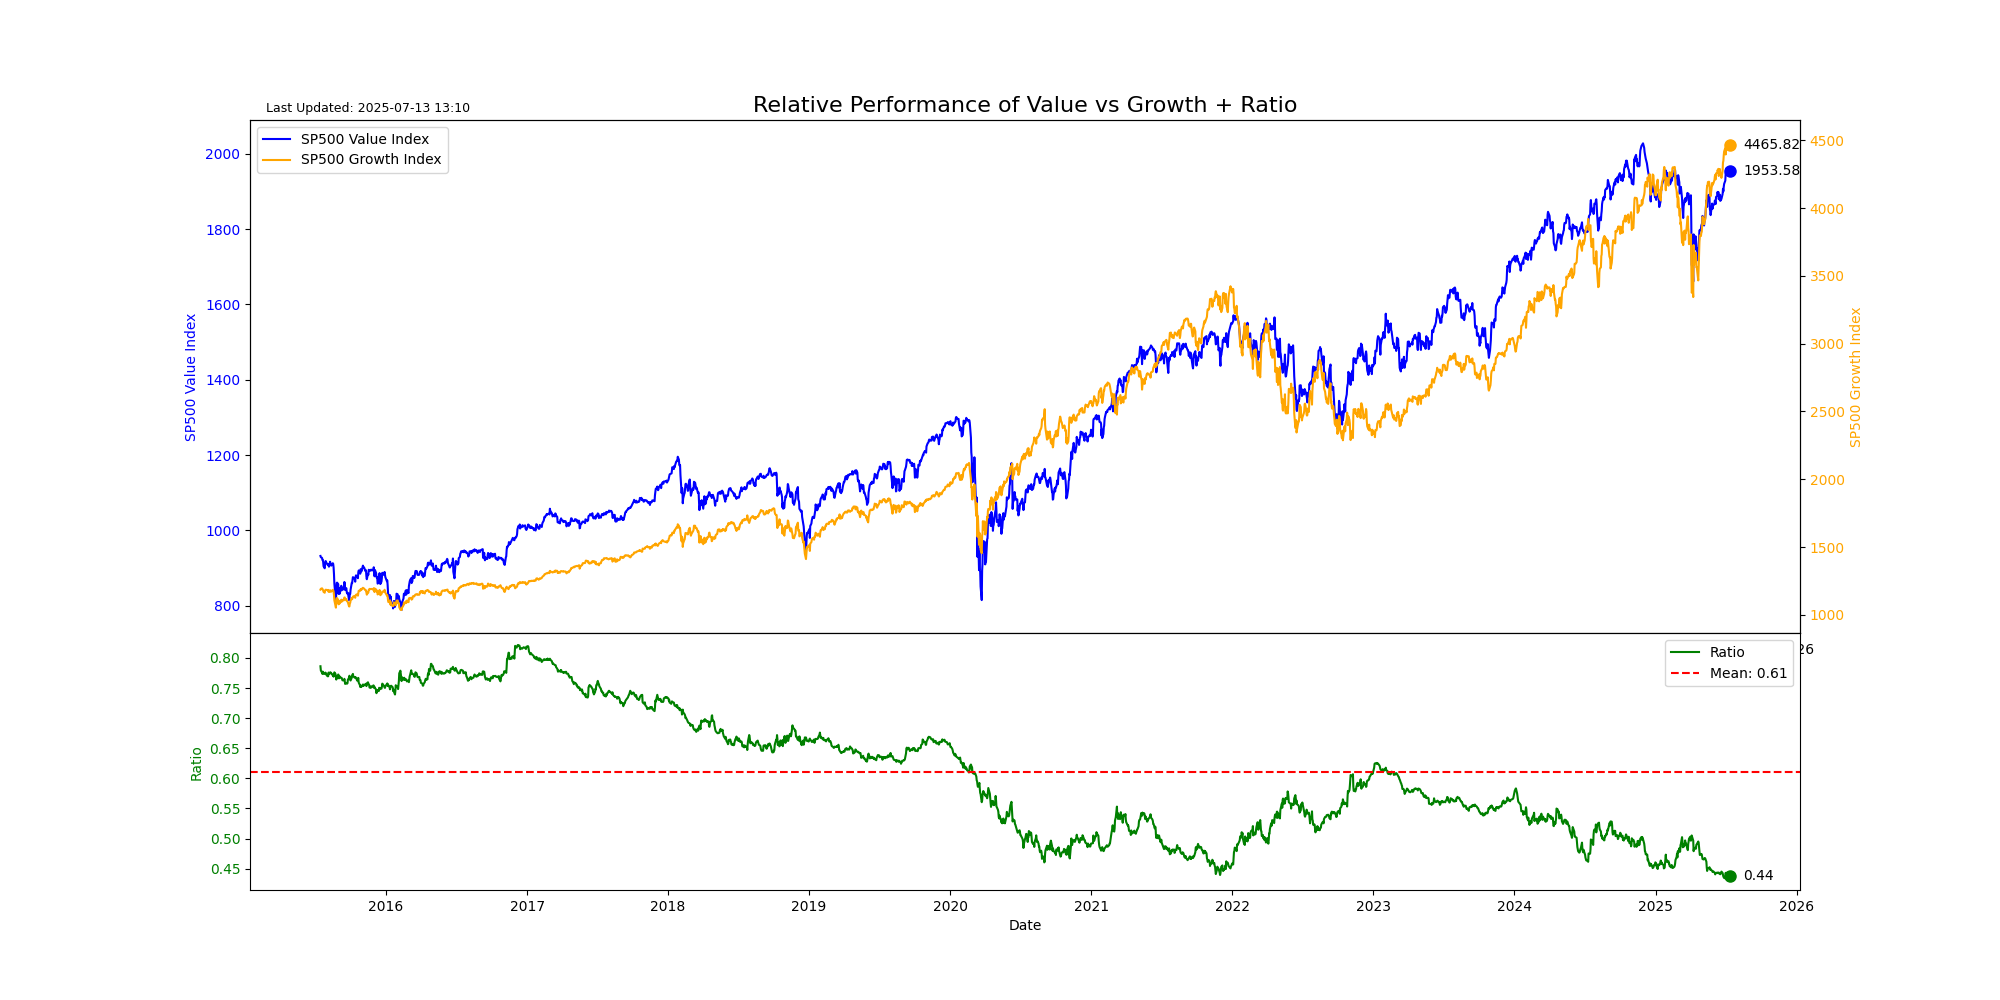 Relative Performance of Value vs Growth + Ratio
Last Updated: 2025-07-13 13:10
SP500 Value Index
SP500 Growth Index
2000
1800
1600
1400
1200
1000
800
SP500 Value Index
4500
4000
3500
3000
2500
2000
1500
1000
SP500 Growth Index
4465.82
1953.58
26
Ratio
Mean: 0.61
0.80
0.75
0.70
0.65
0.60
0.55
0.50
0.45
Ratio
0.44
2016 2017 2018 2019 2020 2021 2022 2023 2024 2025 2026
Date